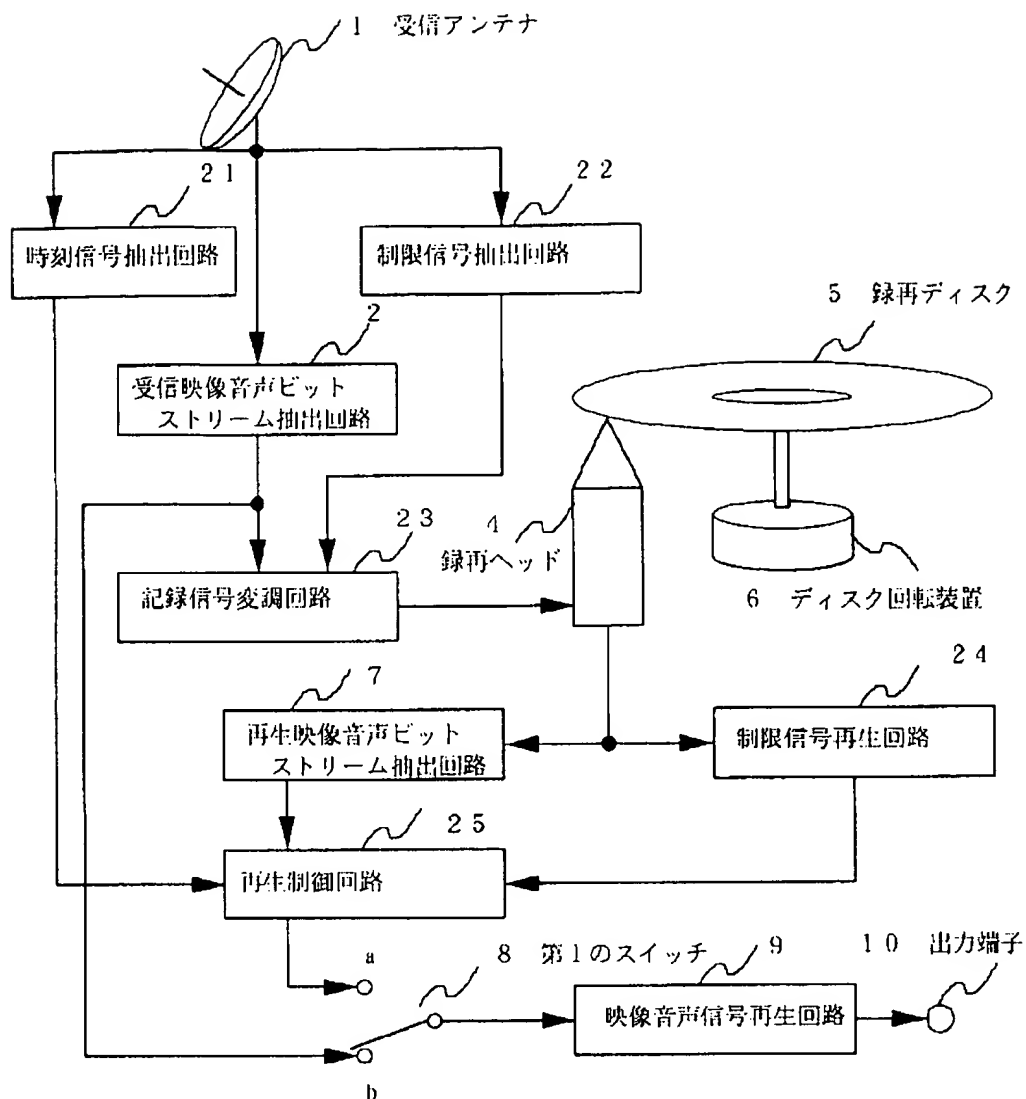 1 受信アンテナ
21
22
時刻信号抽出回路
制限信号抽出回路
5 録再ディスク
2
受信映像音声ビット
ストリーム抽出回路
23
4
録再ヘッド
記録信号変調回路
6 ディスク回転装置
24
7
再生映像音声ビット
ストリーム抽出回路
制限信号再生回路
25
再生制御回路
a
8 第1のスイッチ
9
10 出力端子
映像音声信号再生回路
b